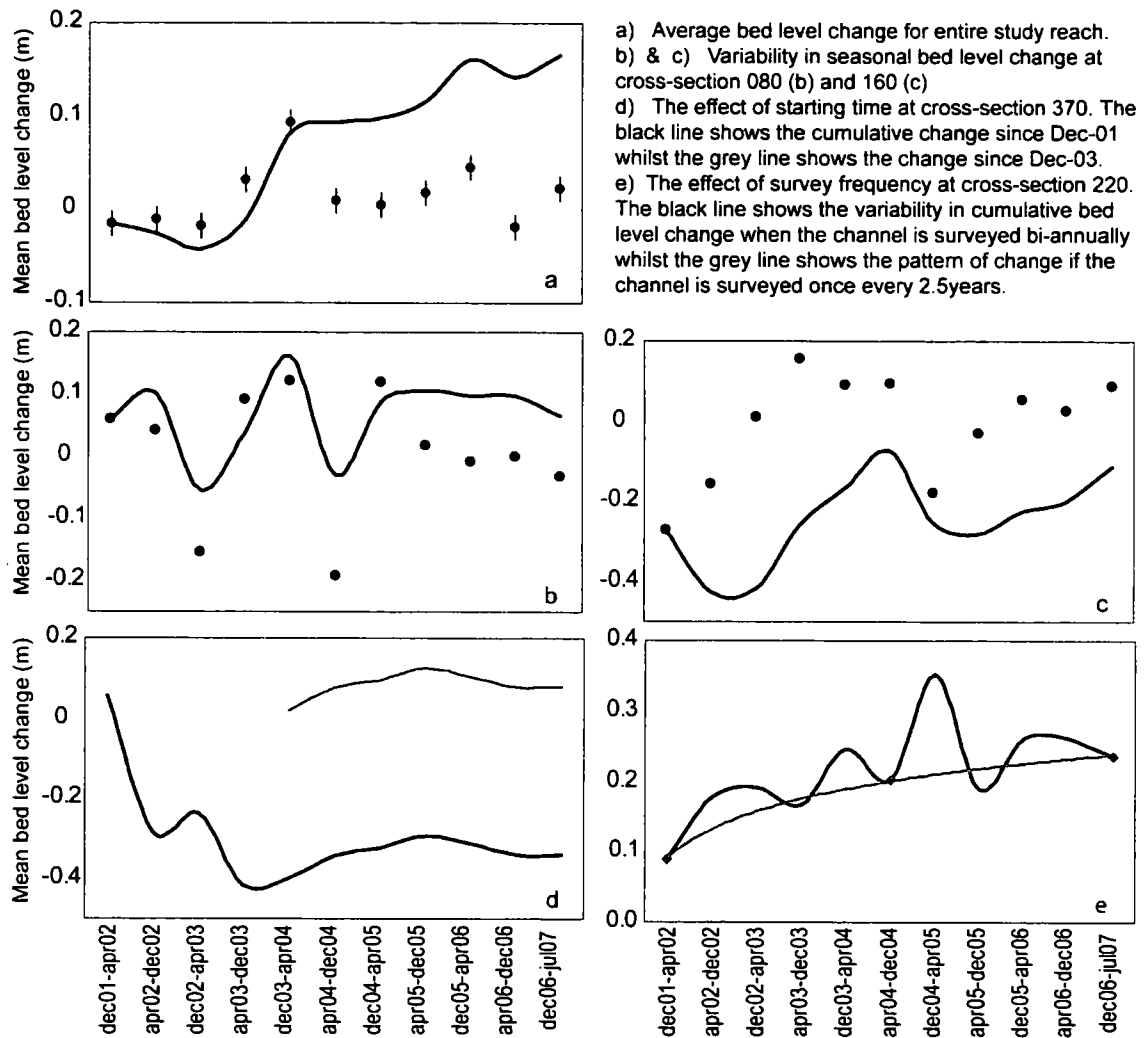 a) Average bed level change for entire study reach.
b) & c) Variability in seasonal bed level change at
cross-section 080 (b) and 160 (c)
d) The effect of starting time at cross-section 370. The
black line shows the cumulative change since Dec-01
whilst the grey line shows the change since Dec-03.
e) The effect of survey frequency at cross-section 220.
The black line shows the variability in cumulative bed
level change when the channel is surveyed bi-annually
whilst the grey line shows the pattern of change if the
channel is surveyed once every 2.5years.
Mean bed level change (m)
0.2
0.1
0
-0.1
a
Mean bed level change (m)
0.2
0.1
0
-0.1
-0.2
b
0.2
0
-0.2
-0.4
c
Mean bed level change (m)
0.2
0
-0.2
-0.4
d
0.4
0.3
0.2
0.1
0.0
e
dec01-apr02
apr02-dec02
dec02-apr03
apr03-dec03
dec03-apr04
apr04-dec04
dec04-apr05
apr05-dec05
dec05-apr06
apr06-dec06
dec06-jul07
dec01-apr02
apr02-dec02
dec02-apr03
apr03-dec03
dec03-apr04
apr04-dec04
dec04-apr05
apr05-dec05
dec05-apr06
apr06-dec06
dec06-jul07